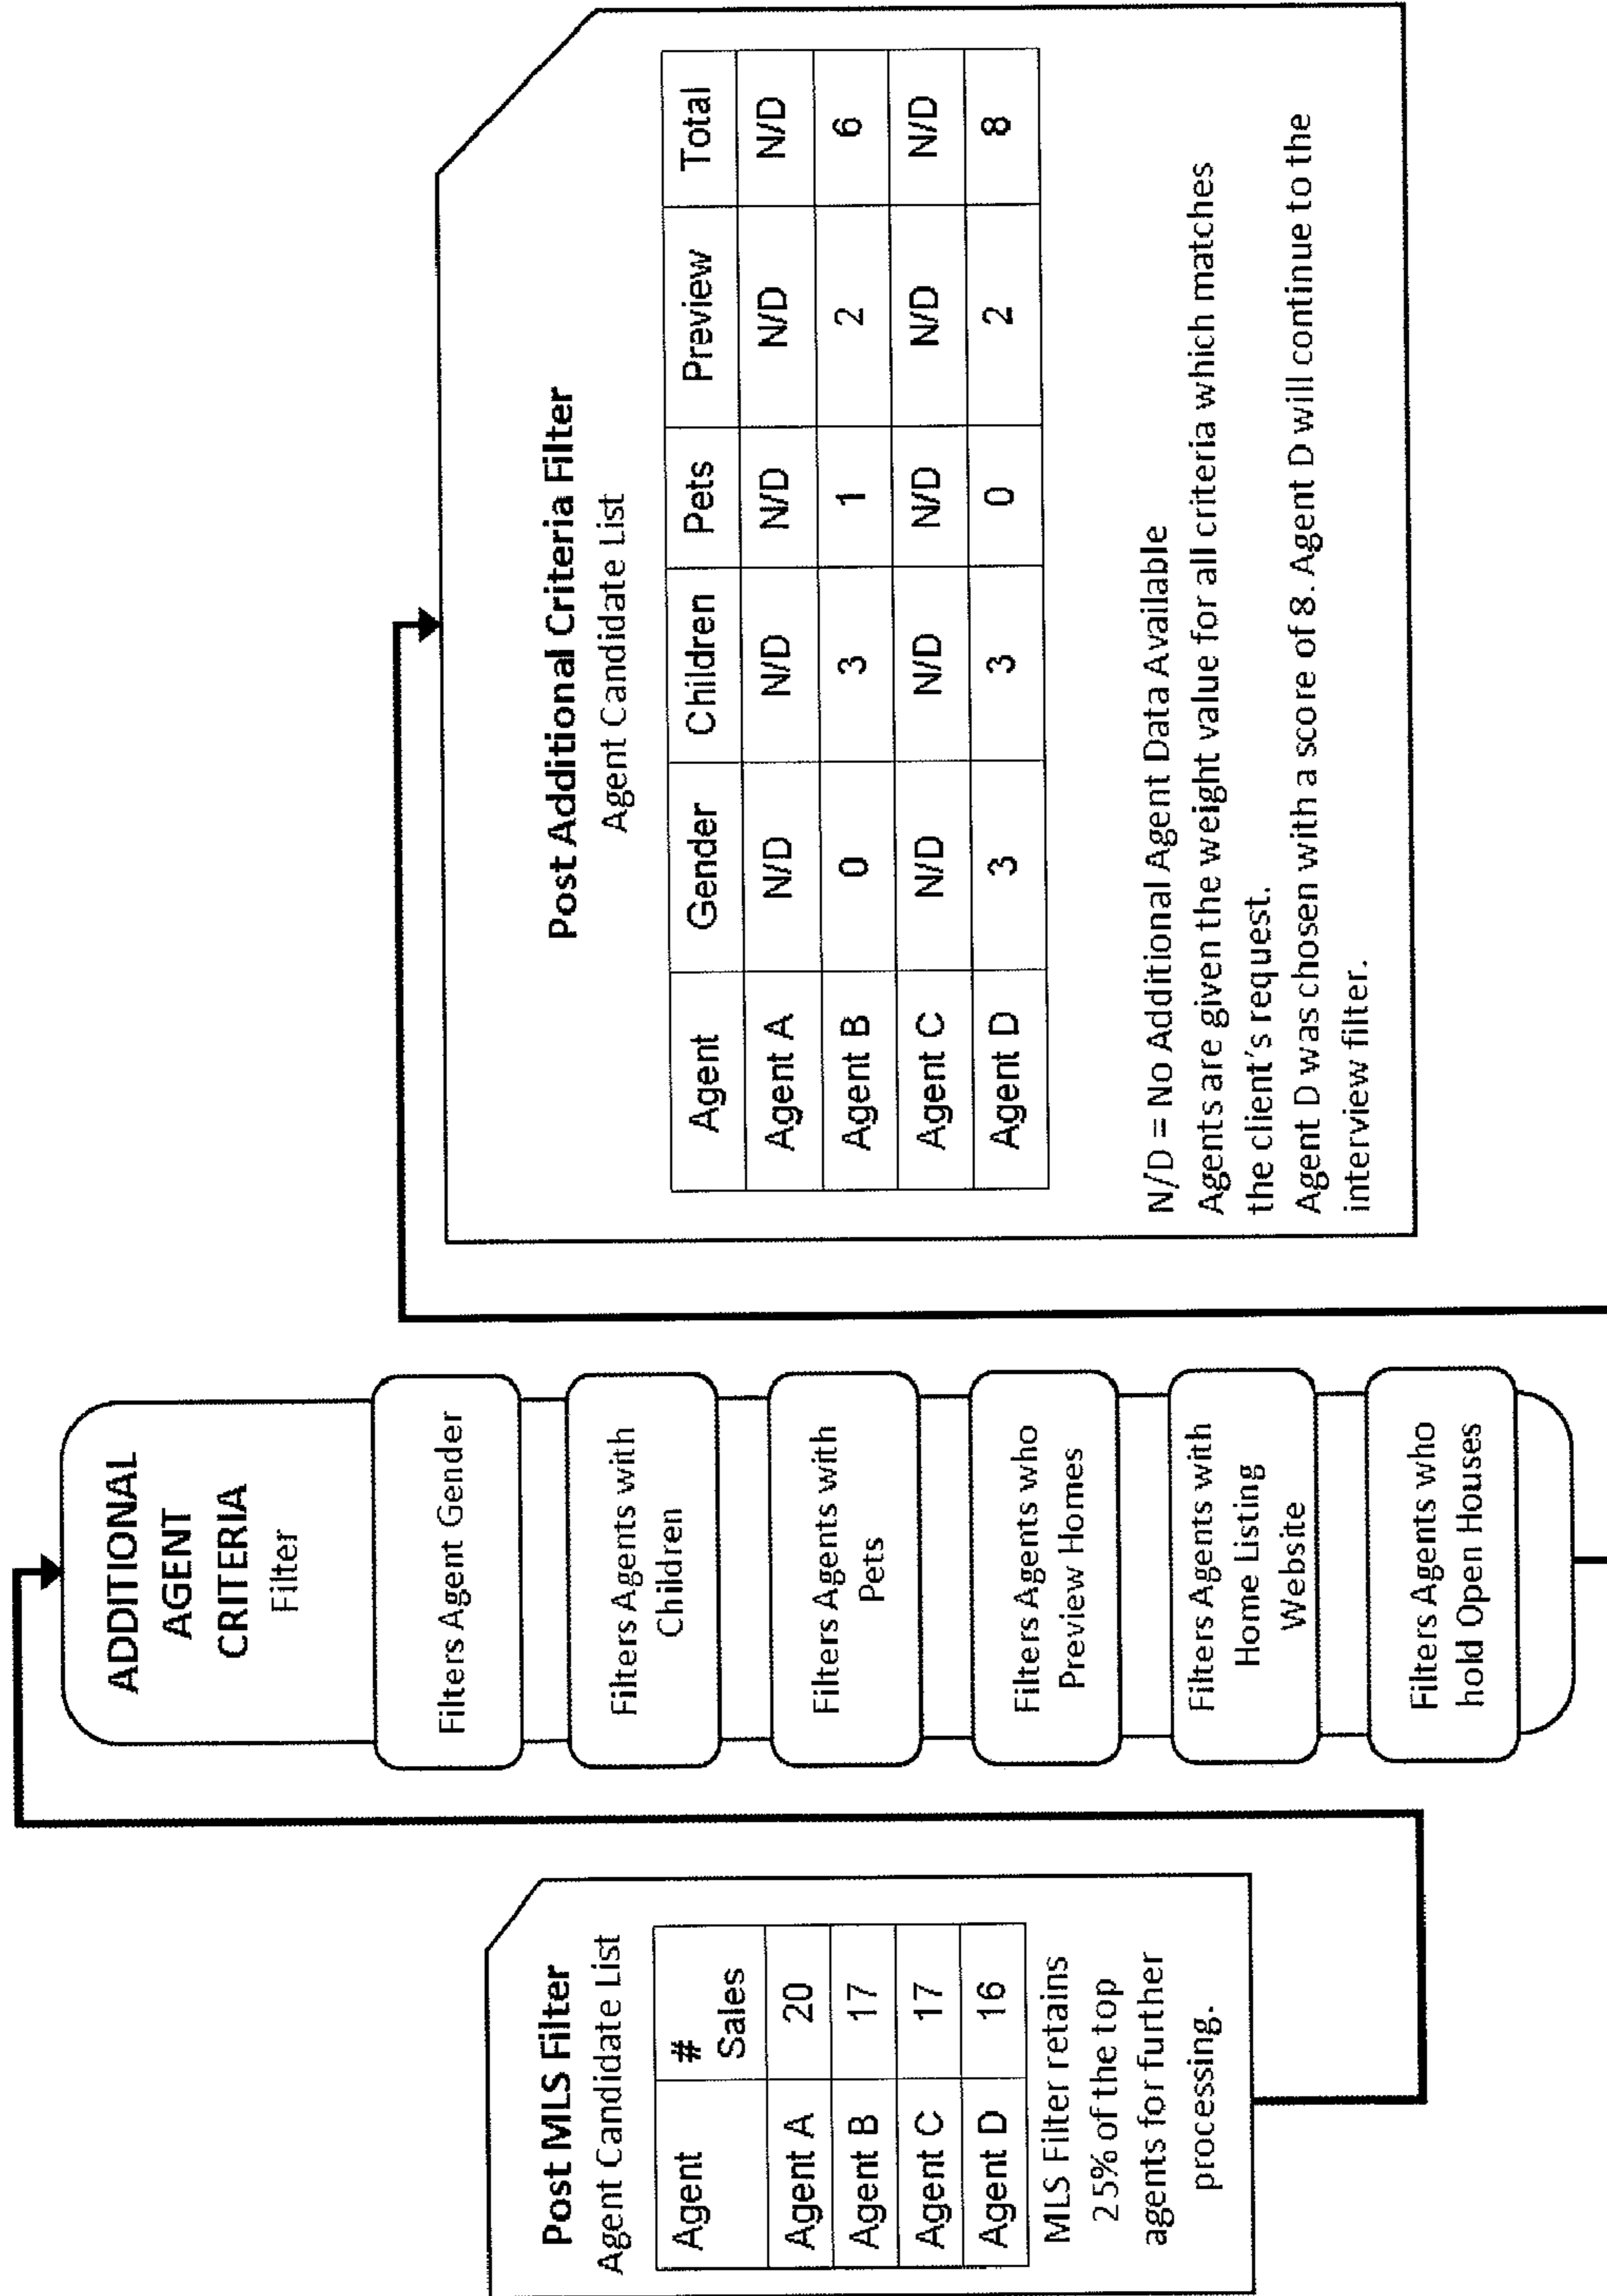 Post MLS Filter
Agent Candidate List
Agent # Sales
Agent A 20
Agent B 17
Agent C 17
Agent D 16
MLS Filter retains
25% of the top
agents for further
processing.
ADDITIONAL
AGENT
CRITERIA
Filter
Filters Agent Gender
Filters Agents with
Children
Filters Agents with
Pets
Filters Agents who
Preview Homes
Filters Agents with
Home Listing
Website
Filters Agents who
hold Open Houses
Post Additional Criteria Filter
Agent Candidate List
Agent Gender Children Pets Preview Total
Agent A N/D N/D N/D N/D N/D
Agent B 0 3 1 2 6
Agent C N/D N/D N/D N/D N/D
Agent D 3 3 0 2 8
N/D = No Additional Agent Data Available
Agents are given the weight value for all criteria which matches
the client's request.
Agent D was chosen with a score of 8. Agent D will continue to the
interview filter.